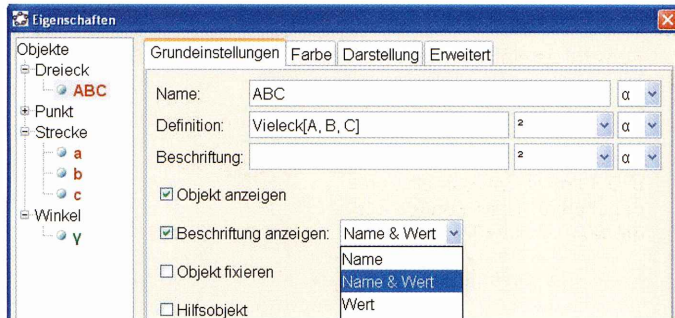 Eigenschaften
Objekte
Dreieck
ABC
Punkt
Strecke
a
b
c
Winkel
γ
Grundeinstellungen Farbe Darstellung Erweitert
Name: ABC α
Definition: Vieleck[A, B, C] ² α
Beschriftung: ² α
Objekt anzeigen
Beschriftung anzeigen: Name & Wert
Name
Objekt fixieren
Name & Wert
Wert
Hilfsobjekt